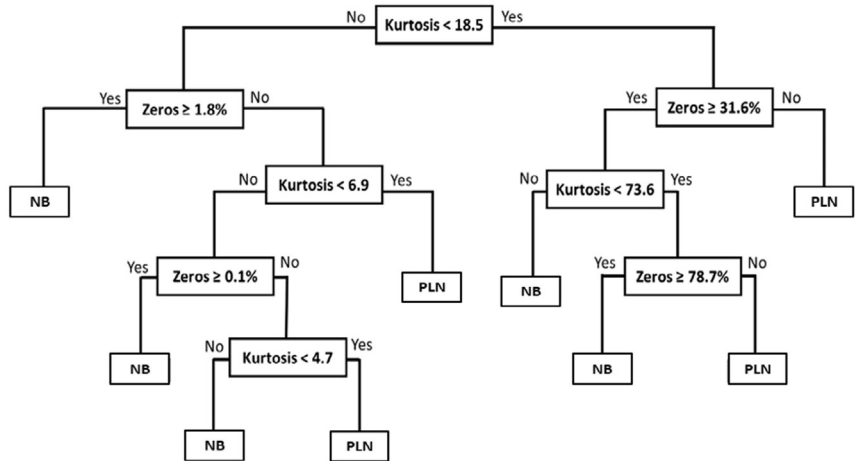 No Kurtosis < 18.5 Yes
Yes Zeros ≥ 1.8% No
Yes Zeros ≥ 31.6% No
NB
No Kurtosis < 6.9 Yes
No Kurtosis < 73.6 Yes
PLN
Yes Zeros ≥ 0.1% No
PLN
NB
Yes Zeros ≥ 78.7% No
NB
No Kurtosis < 4.7 Yes
NB
PLN
NB
PLN